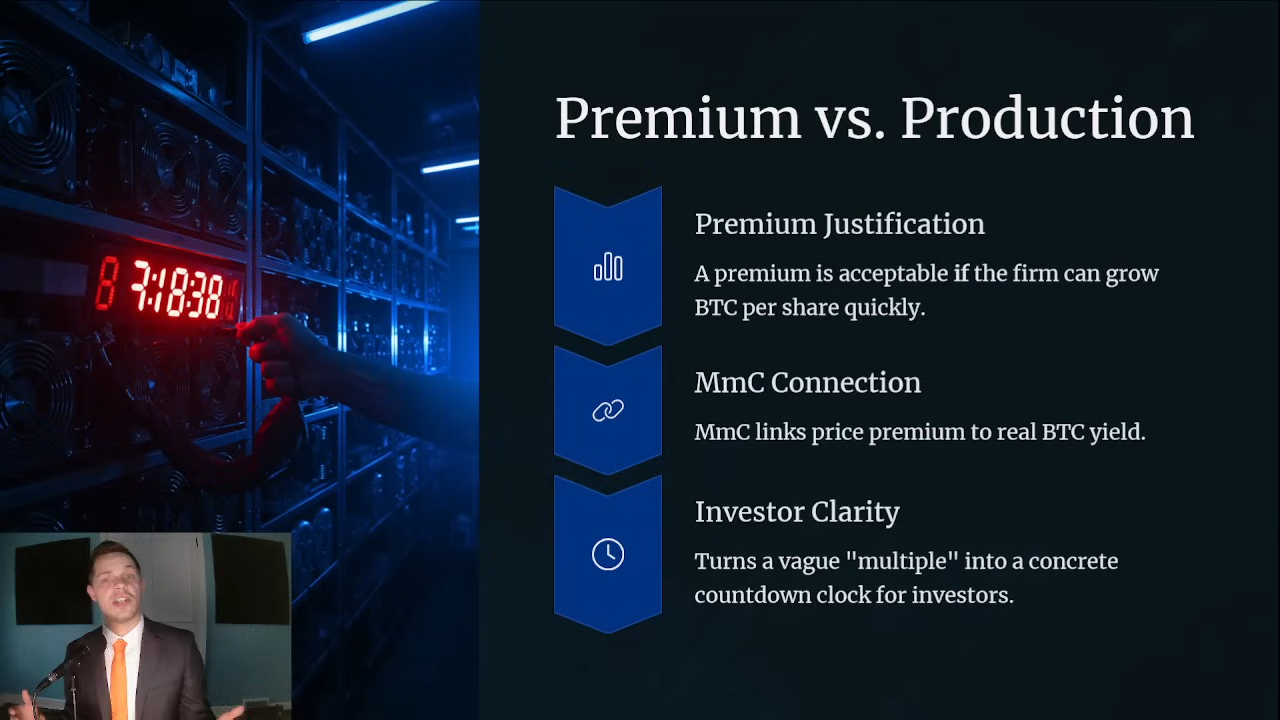 Premium vs. Production
Premium Justification
A premium is acceptable if the firm can grow
BTC per share quickly.
MmC Connection
MmC links price premium to real BTC yield.
Investor Clarity
Turns a vague "multiple" into a concrete
countdown clock for investors.